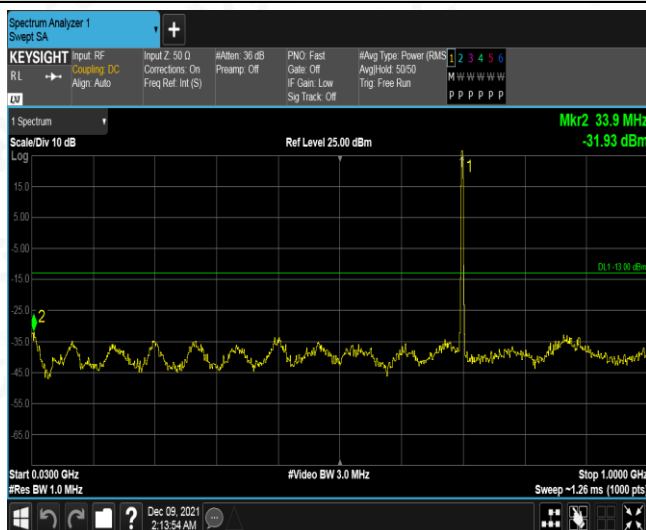 Spectrum Analyzer 1
Swept SA
+
KEYSIGHT
RL
LXI
Input: RF
Coupling: DC
Align: Auto
Input Z: 50 Ω
Corrections: On
Freq Ref: Int (S)
#Atten: 36 dB
Preamp: Off
PNO: Fast
Gate: Off
IF Gain: Low
Sig Track: Off
#Avg Type: Power (RMS
Avg|Hold: 50/50
Trig: Free Run
1 2 3 4 5 6
M W W W W W
P P P P P P
1 Spectrum
Scale/Div 10 dB
Ref Level 25.00 dBm
Mkr2 33.9 MHz
-31.93 dBm
Log
15.0
5.00
-5.00
-15.0
-25.0
-35.0
-45.0
-55.0
-65.0
1
2
DL1 -13.00 dBm
Start 0.0300 GHz
#Res BW 1.0 MHz
#Video BW 3.0 MHz
Stop 1.0000 GHz
Sweep ~1.26 ms (1000 pts)
?
Dec 09, 2021
2:13:54 AM